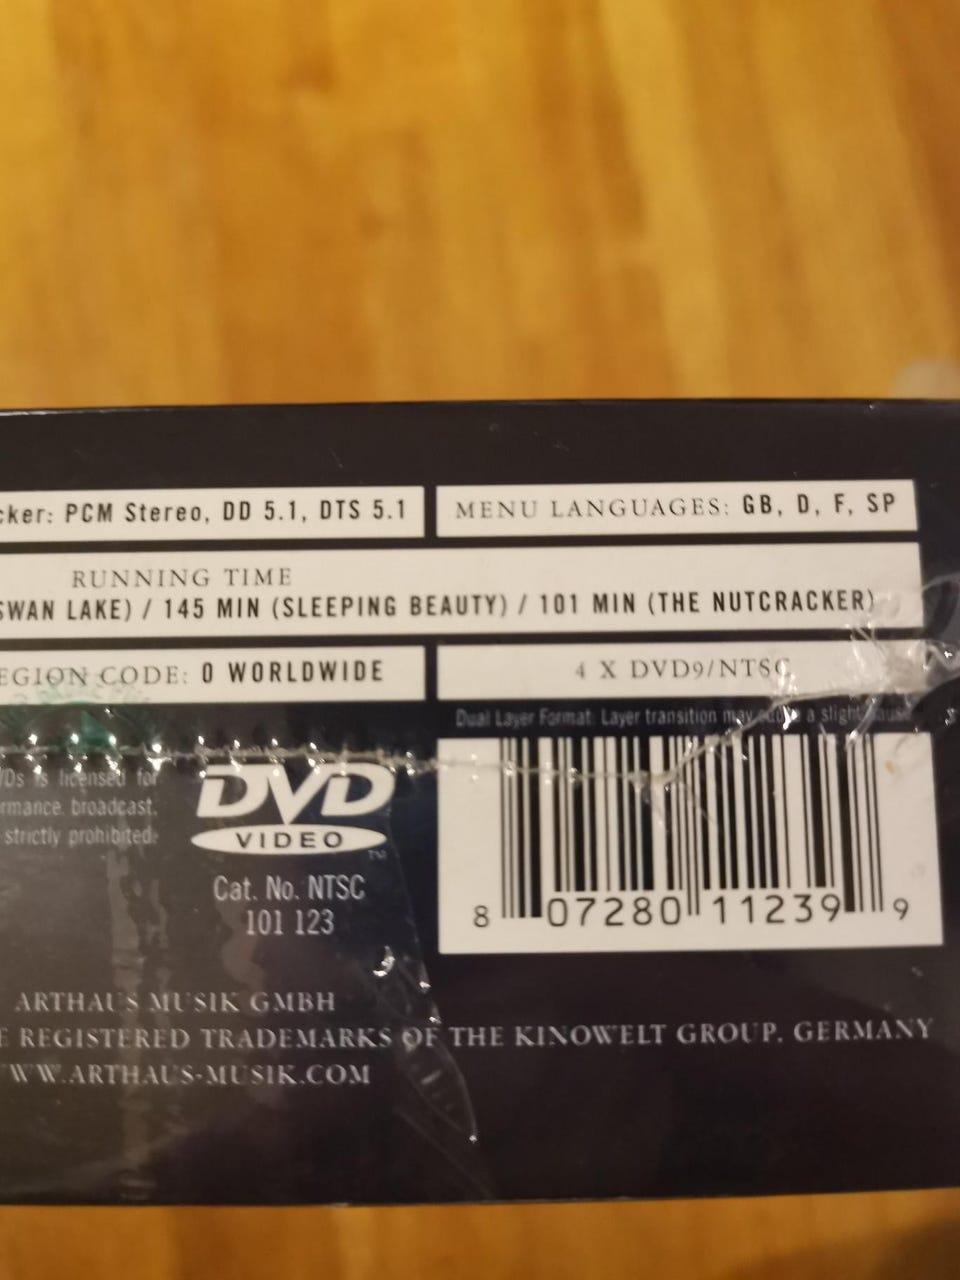 cker: PCM Stereo, DD 5.1, DTS 5.1
MENU LANGUAGES: GB, D, F, SP
RUNNING TIME
SWAN LAKE) / 145 MIN (SLEEPING BEAUTY) / 101 MIN (THE NUTCRACKER)
EGION CODE: 0 WORLDWIDE
4 X DVD9/NTSC
Dual Layer Format: Layer transition may a slight pause
VDs is licensed for
rmance. broadcast.
strictly prohibited.
DVD
VIDEO
TM
Cat. No. NTSC
101 123
8 07280 11239 9
ARTHAUS MUSIK GMBH
E REGISTERED TRADEMARKS OF THE KINOWELT GROUP, GERMANY
WW.ARTHAUS-MUSIK.COM